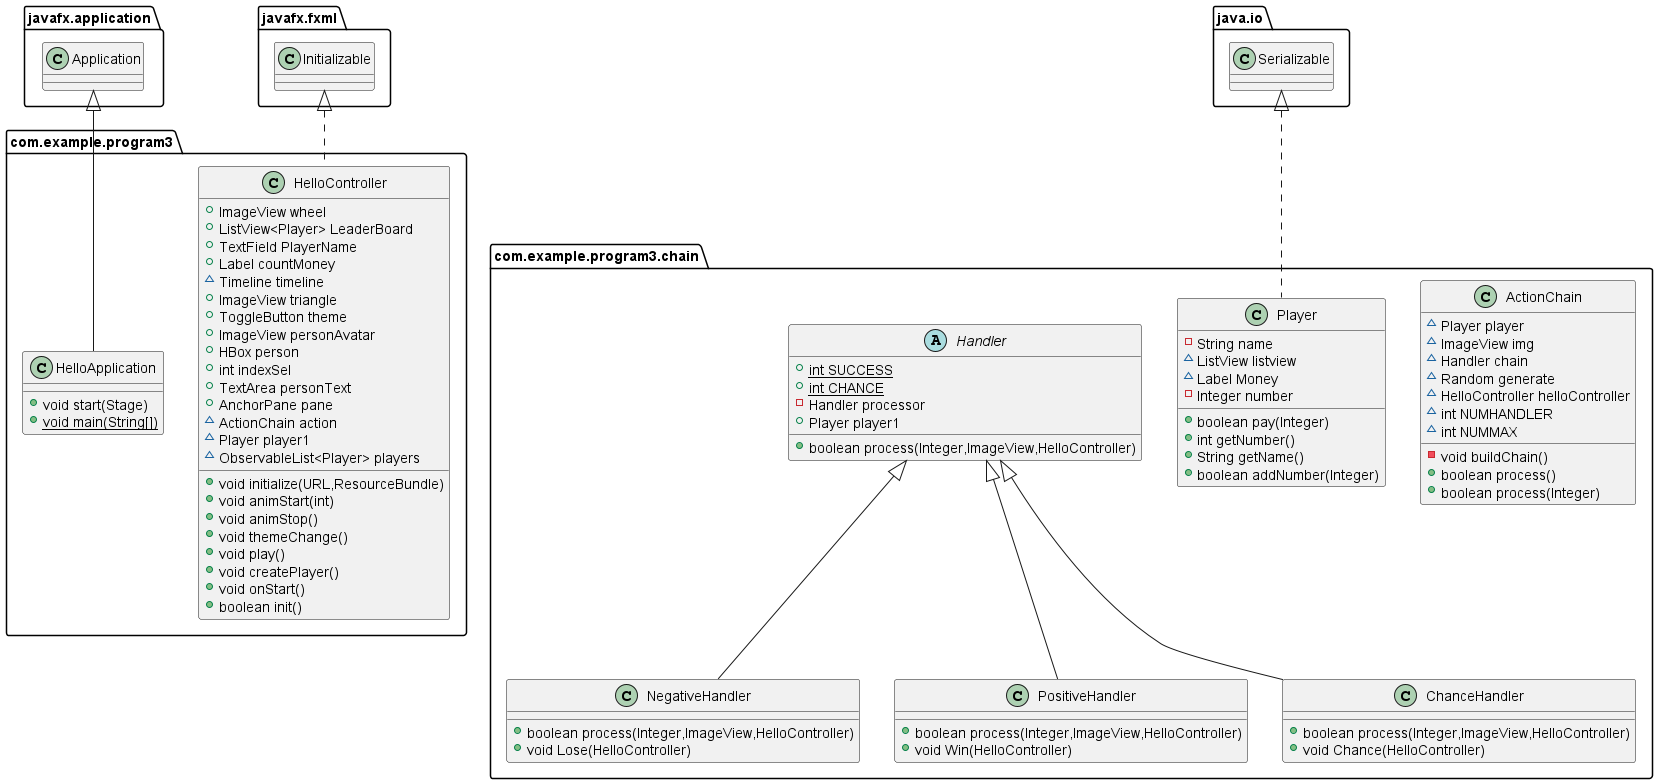 javafx.application
C Application
javafx.fxml
C Initializable
java.io
C Serializable
com.example.program3
C HelloApplication
void start(Stage)
void main(String[])
C HelloController
ImageView wheel
ListView<Player> LeaderBoard
TextField PlayerName
Label countMoney
Timeline timeline
ImageView triangle
ToggleButton theme
ImageView personAvatar
HBox person
int indexSel
TextArea personText
AnchorPane pane
ActionChain action
Player player1
ObservableList<Player> players
void initialize(URL,ResourceBundle)
void animStart(int)
void animStop()
void themeChange()
void play()
void createPlayer()
void onStart()
boolean init()
com.example.program3.chain
A Handler
int SUCCESS
int CHANCE
Handler processor
Player player1
boolean process(Integer,ImageView,HelloController)
C Player
String name
ListView listview
Label Money
Integer number
boolean pay(Integer)
int getNumber()
String getName()
boolean addNumber(Integer)
C ActionChain
Player player
ImageView img
Handler chain
Random generate
HelloController helloController
int NUMHANDLER
int NUMMAX
void buildChain()
boolean process()
boolean process(Integer)
C NegativeHandler
boolean process(Integer,ImageView,HelloController)
void Lose(HelloController)
C PositiveHandler
boolean process(Integer,ImageView,HelloController)
void Win(HelloController)
C ChanceHandler
boolean process(Integer,ImageView,HelloController)
void Chance(HelloController)